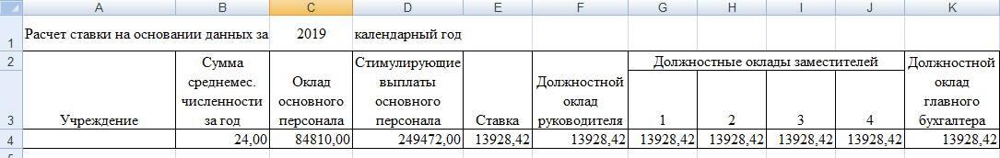 A B C D E F G H I J K
1 Расчет ставки на основании данных за 2019 календарный год
2 Сумма Стимулирующие Должностные оклады заместителей Должностной
среднемес. Оклад выплаты Должностной оклад
численности основного основного оклад главного
3 Учреждение за год персонала персонала Ставка руководителя 1 2 3 4 бухгалтера
4 24,00 84810,00 249472,00 13928,42 13928,42 13928,42 13928,42 13928,42 13928,42 13928,42